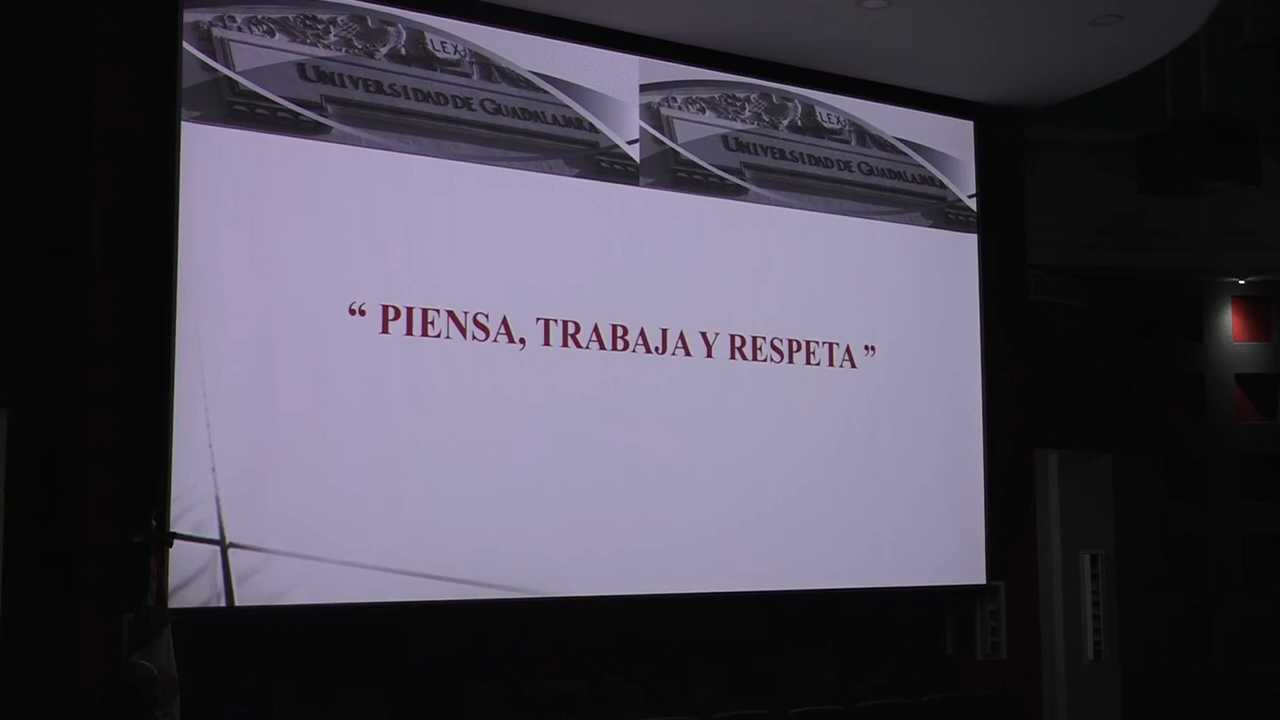 LEX
UNIVERSIDAD DE GUADALAJARA
LEX
UNIVERSIDAD DE GUADALAJARA
“ PIENSA, TRABAJA Y RESPETA ”